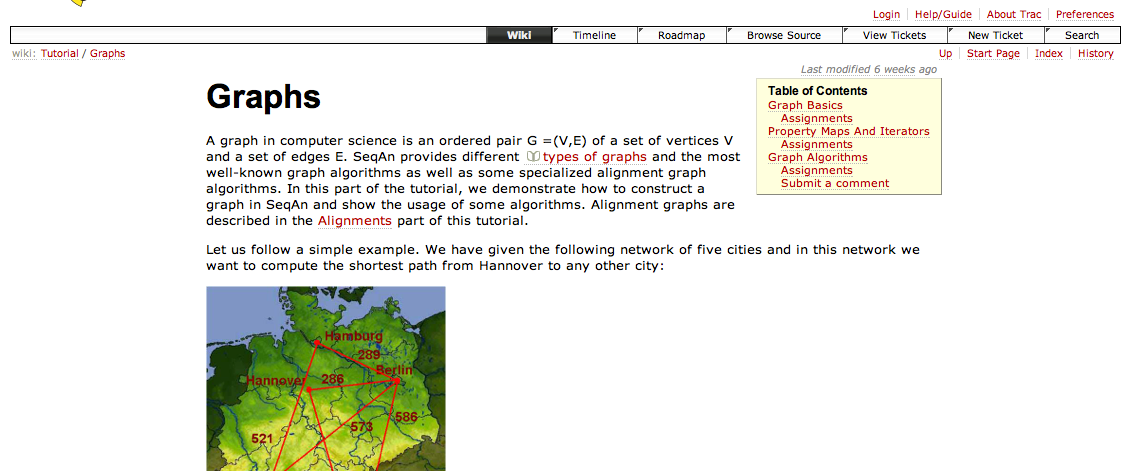 Login Help/Guide About Trac Preferences
Wiki Timeline Roadmap Browse Source View Tickets New Ticket Search
wiki: Tutorial / Graphs Up Start Page Index History
Last modified 6 weeks ago
Graphs
Table of Contents
Graph Basics
Assignments
Property Maps And Iterators
Assignments
Graph Algorithms
Assignments
Submit a comment
A graph in computer science is an ordered pair G =(V,E) of a set of vertices V
and a set of edges E. SeqAn provides different types of graphs and the most
well-known graph algorithms as well as some specialized alignment graph
algorithms. In this part of the tutorial, we demonstrate how to construct a
graph in SeqAn and show the usage of some algorithms. Alignment graphs are
described in the Alignments part of this tutorial.
Let us follow a simple example. We have given the following network of five cities and in this network we
want to compute the shortest path from Hannover to any other city:
Hamburg
289
Berlin
Hannover 286
586
573
521